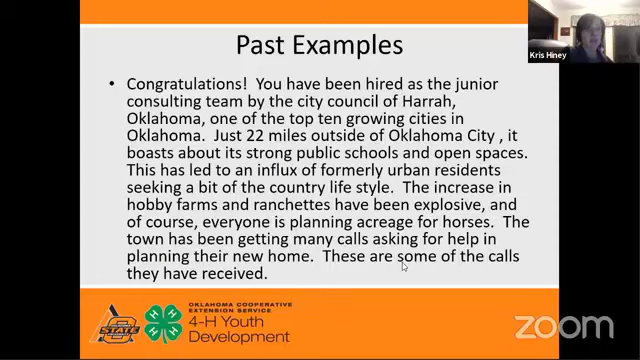 Past Examples
Kris Hiney
• Congratulations!  You have been hired as the junior
consulting team by the city council of Harrah,
Oklahoma, one of the top ten growing cities in
Oklahoma.  Just 22 miles outside of Oklahoma City , it
boasts about its strong public schools and open spaces.
This has led to an influx of formerly urban residents
seeking a bit of the country life style.  The increase in
hobby farms and ranchettes have been explosive, and
of course, everyone is planning acreage for horses.  The
town has been getting many calls asking for help in
planning their new home.  These are some of the calls
they have received.
STATE
H H H H
OKLAHOMA COOPERATIVE
EXTENSION SERVICE
4-H Youth
Development
zoom